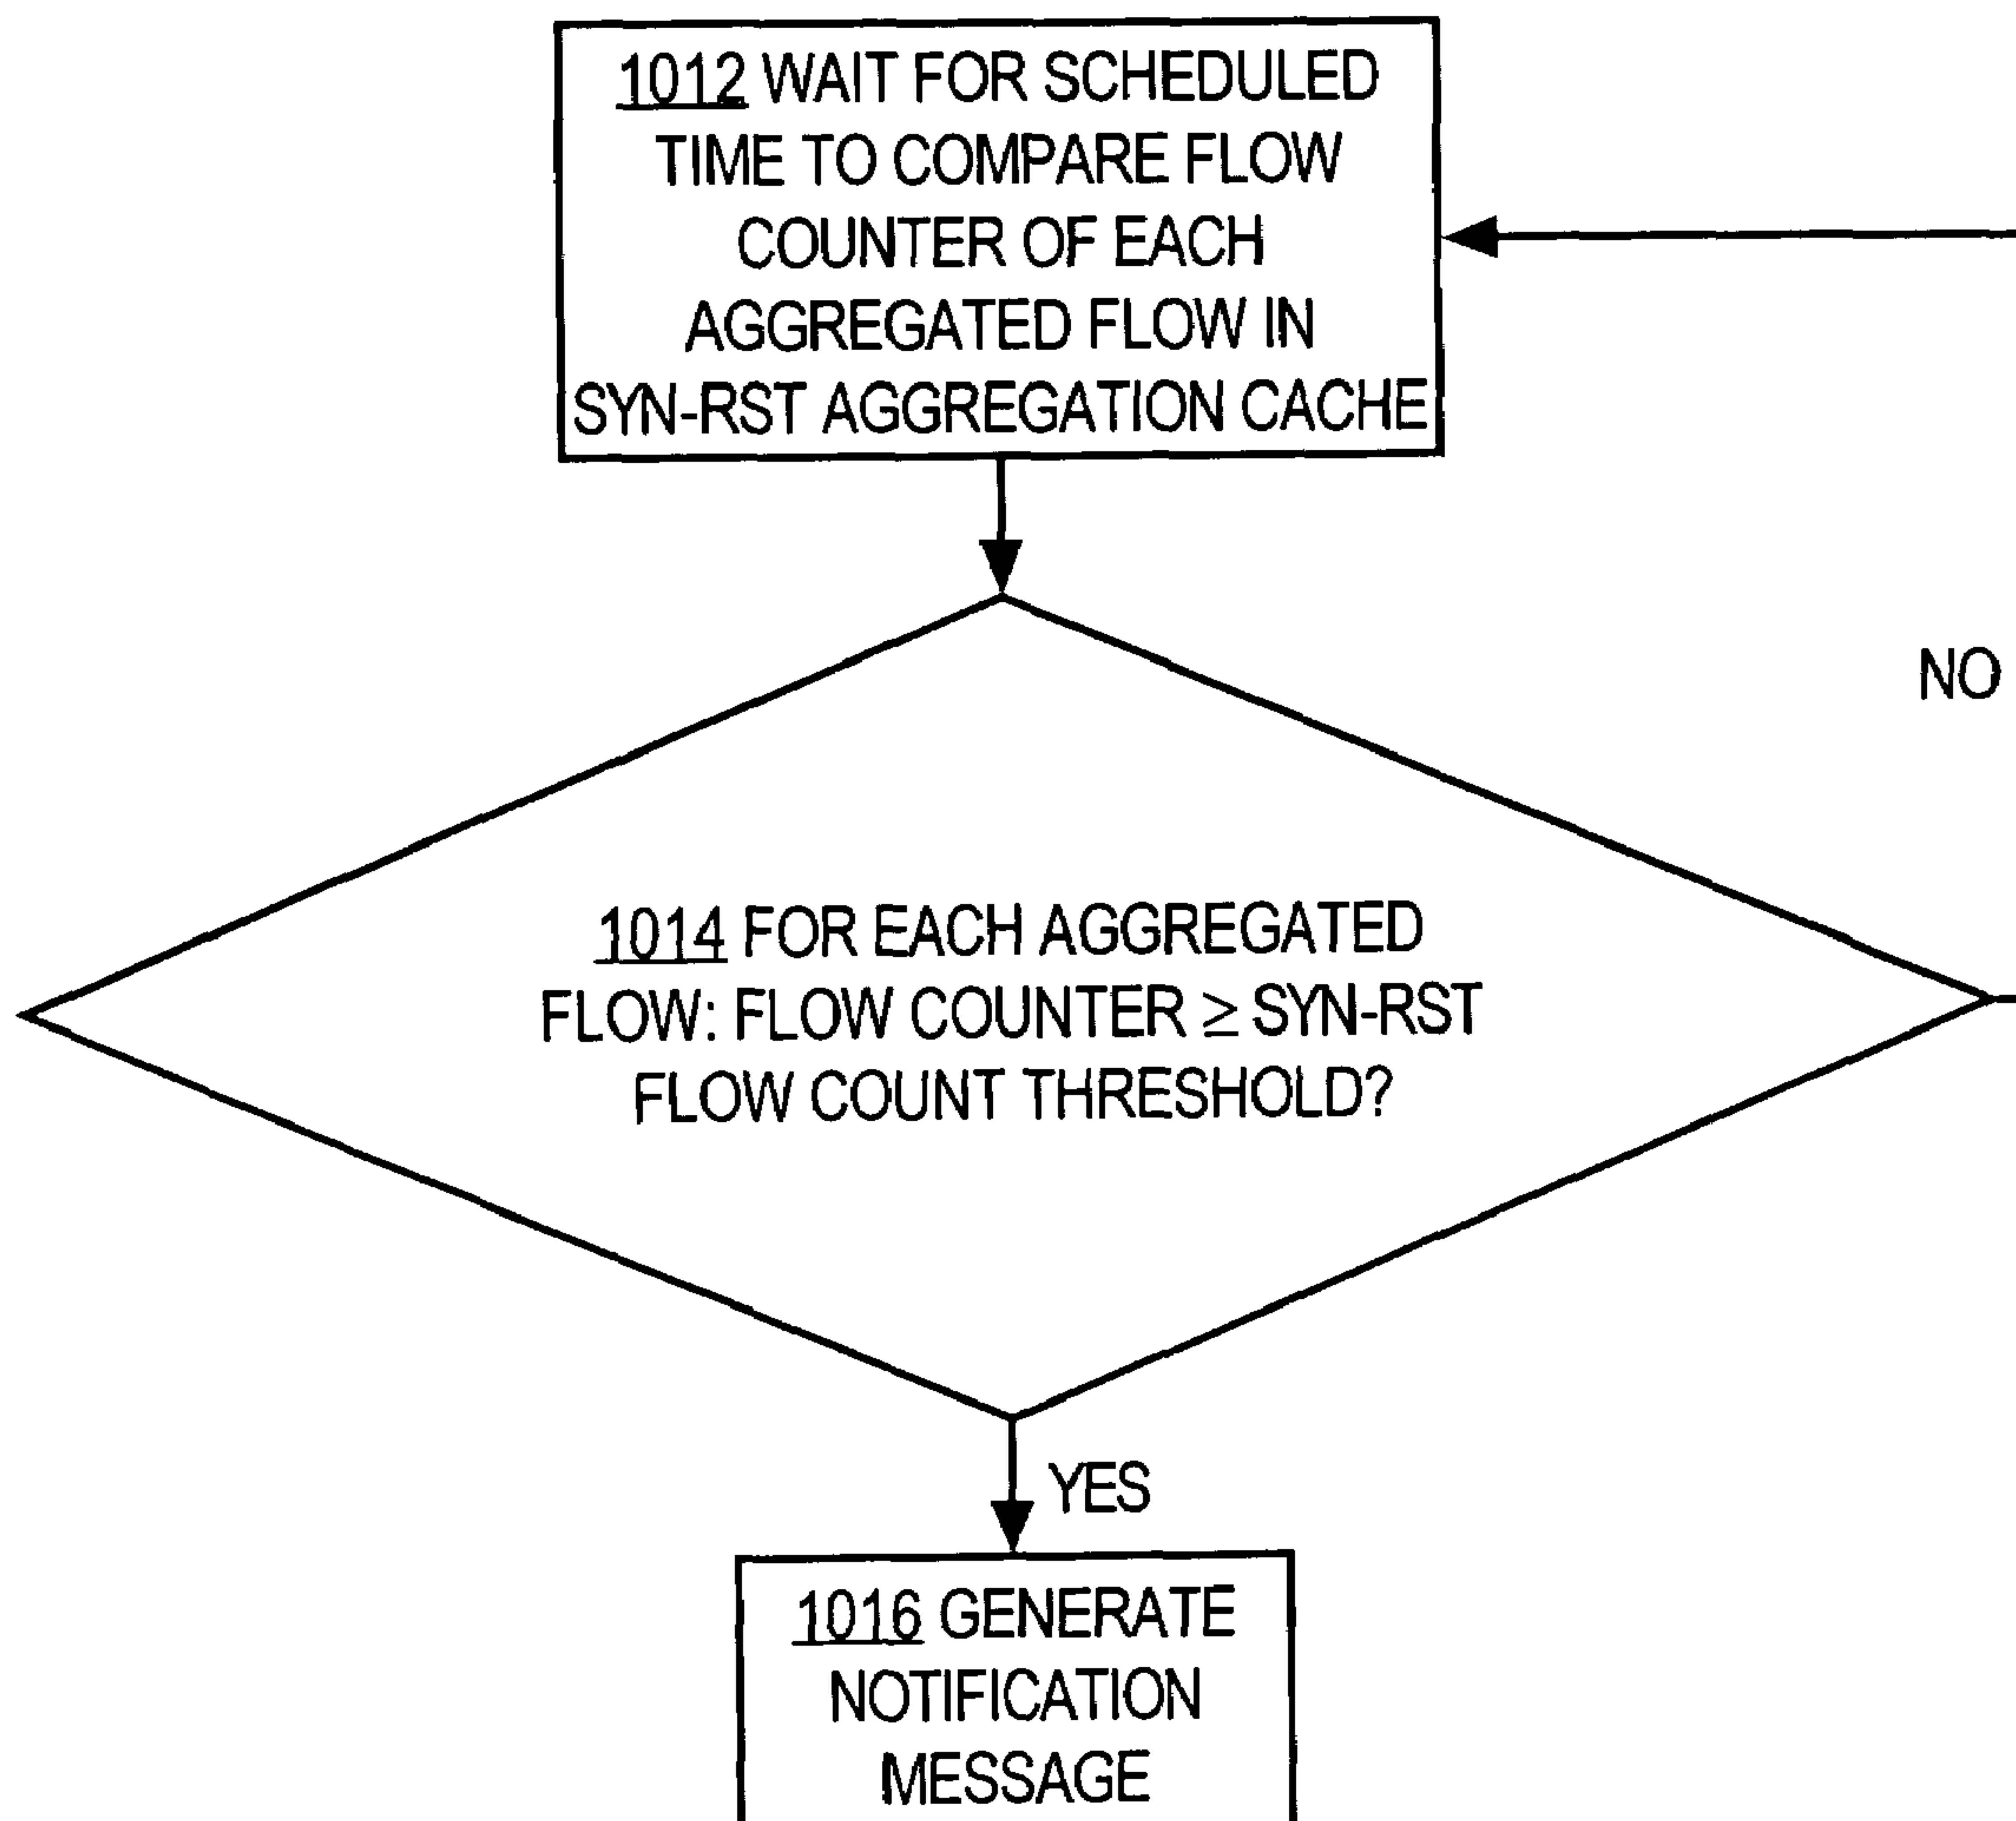 1012 WAIT FOR SCHEDULED
TIME TO COMPARE FLOW
COUNTER OF EACH
AGGREGATED FLOW IN
SYN-RST AGGREGATION CACHE
NO
1014 FOR EACH AGGREGATED
FLOW: FLOW COUNTER ≥ SYN-RST
FLOW COUNT THRESHOLD?
YES
1016 GENERATE
NOTIFICATION
MESSAGE